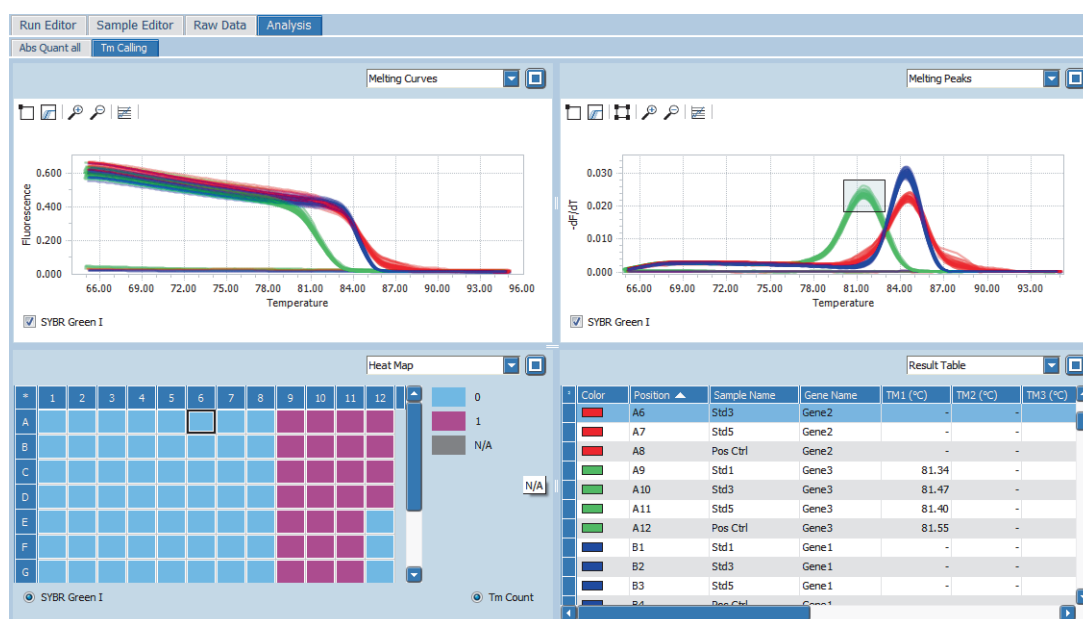 Run Editor Sample Editor Raw Data Analysis
Abs Quant all Tm Calling
Melting Curves
Fluorescence
0.600
0.400
0.200
0.000
66.00 69.00 72.00 75.00 78.00 81.00 84.00 87.00 90.00 93.00 96.00
Temperature
SYBR Green I
Melting Peaks
-dF/dT
0.030
0.020
0.010
0.000
66.00 69.00 72.00 75.00 78.00 81.00 84.00 87.00 90.00 93.00
Temperature
SYBR Green I
Heat Map
* 1 2 3 4 5 6 7 8 9 10 11 12
A
B
C
D
E
F
G
0
1
N/A
N/A
SYBR Green I
Tm Count
Result Table
Color Position Sample Name Gene Name TM1 (°C) TM2 (°C) TM3 (°C)
A6 Std3 Gene2 - -
A7 Std5 Gene2 - -
A8 Pos Ctrl Gene2 - -
A9 Std1 Gene3 81.34 -
A10 Std3 Gene3 81.47 -
A11 Std5 Gene3 81.40 -
A12 Pos Ctrl Gene3 81.55 -
B1 Std1 Gene1 - -
B2 Std3 Gene1 - -
B3 Std5 Gene1 - -
B4 Pos Ctrl Gene1